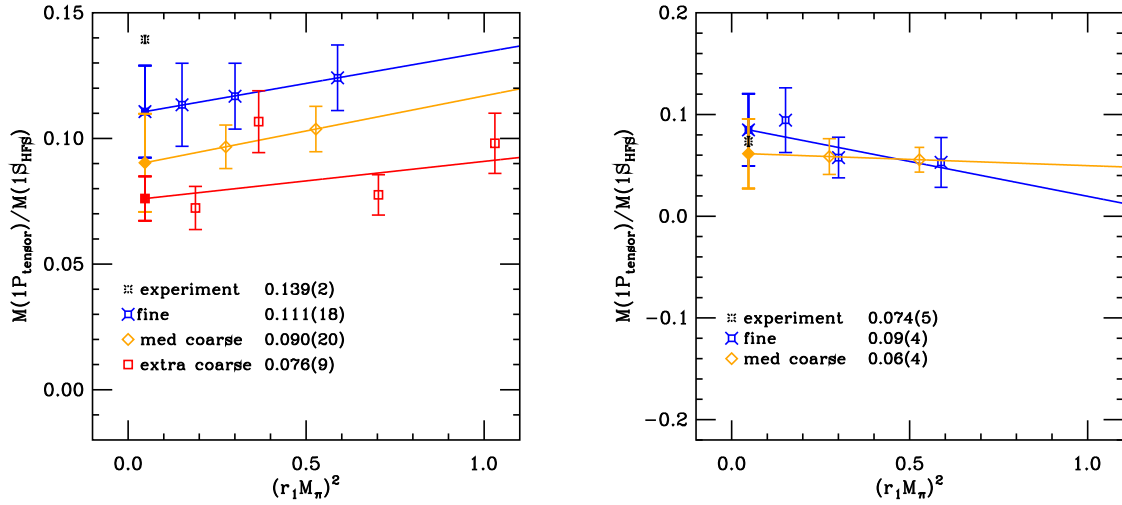 0.15
0.10
0.05
0.00
M(1P_tensor)/M(1S_HFS)
experiment 0.139(2)
fine 0.111(18)
med coarse 0.090(20)
extra coarse 0.076(9)
0.0 0.5 1.0
(r_1M_π)^2
0.2
0.1
0.0
−0.1
−0.2
M(1P_tensor)/M(1S_HFS)
experiment 0.074(5)
fine 0.09(4)
med coarse 0.06(4)
0.0 0.5 1.0
(r_1M_π)^2